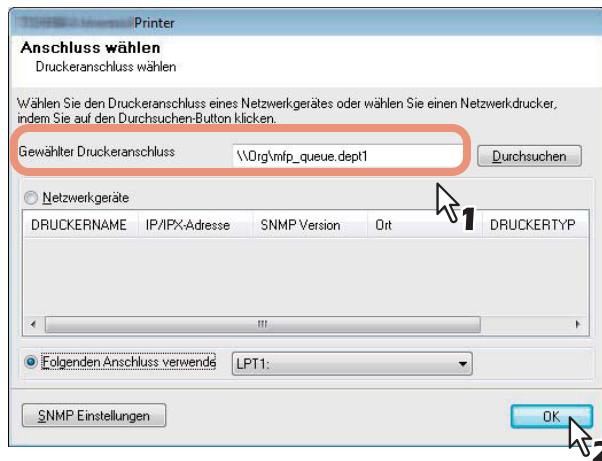 Printer
Anschluss wählen
Druckeranschluss wählen
Wählen Sie den Druckeranschluss eines Netzwerkgerätes oder wählen Sie einen Netzwerkdrucker,
indem Sie auf den Durchsuchen-Button klicken.
Gewählter Druckeranschluss \\Org\mfp_queue.dept1 Durchsuchen
1
Netzwerkgeräte
DRUCKERNAME IP/IPX-Adresse SNMP Version Ort DRUCKERTYP
Folgenden Anschluss verwende LPT1:
SNMP Einstellungen OK
2